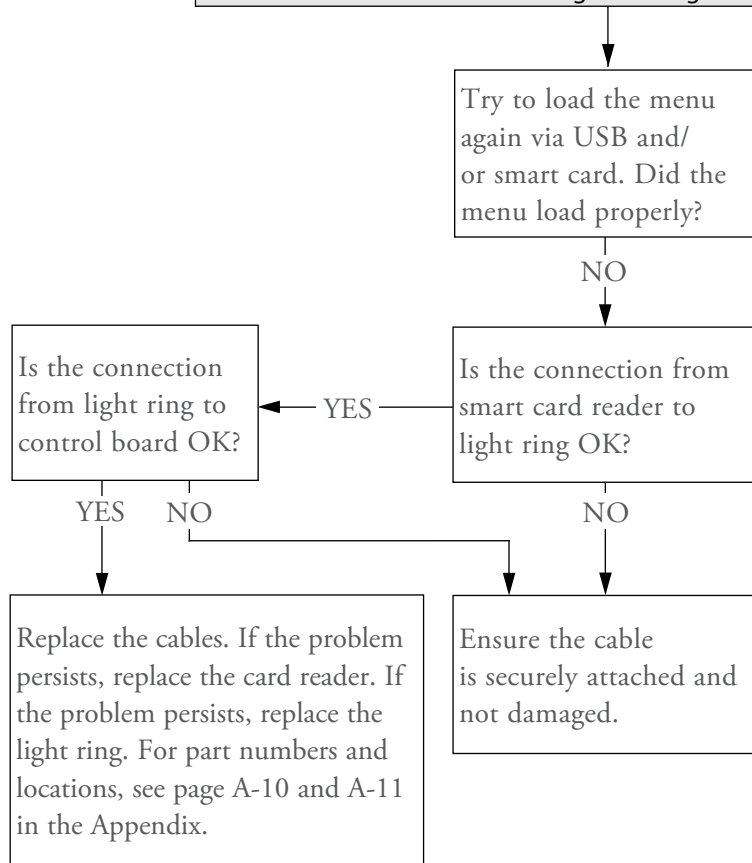 Try to load the menu
again via USB and/
or smart card. Did the
menu load properly?
NO
Is the connection
from light ring to
control board OK?
YES
Is the connection from
smart card reader to
light ring OK?
YES
NO
NO
Replace the cables. If the problem
persists, replace the card reader. If
the problem persists, replace the
light ring. For part numbers and
locations, see page A-10 and A-11
in the Appendix.
Ensure the cable
is securely attached and
not damaged.